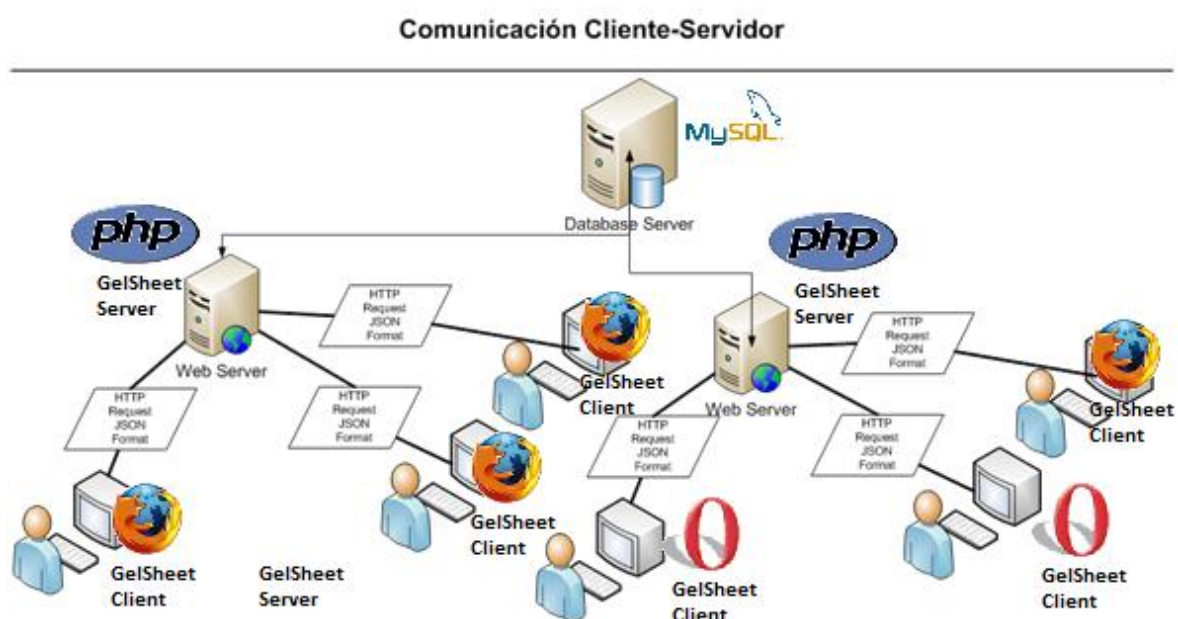 Comunicación Cliente-Servidor
MySQL
Database Server
php
GelSheet
Server
Web Server
php
GelSheet
Server
Web Server
HTTP
Request
JSON
Format
HTTP
Request
JSON
Format
HTTP
Request
JSON
Format
HTTP
Request
JSON
Format
HTTP
Request
JSON
Format
HTTP
Request
JSON
Format
GelSheet
Client
GelSheet
Client
GelSheet
Client
GelSheet
Client
GelSheet
Server
GelSheet
Client
GelSheet
Client